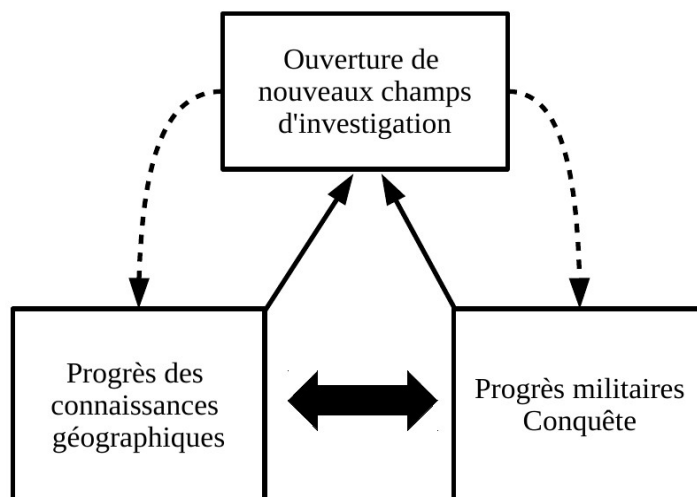 Ouverture de
nouveaux champs
d'investigation
Progrès des
connaissances
géographiques
Progrès militaires
Conquête